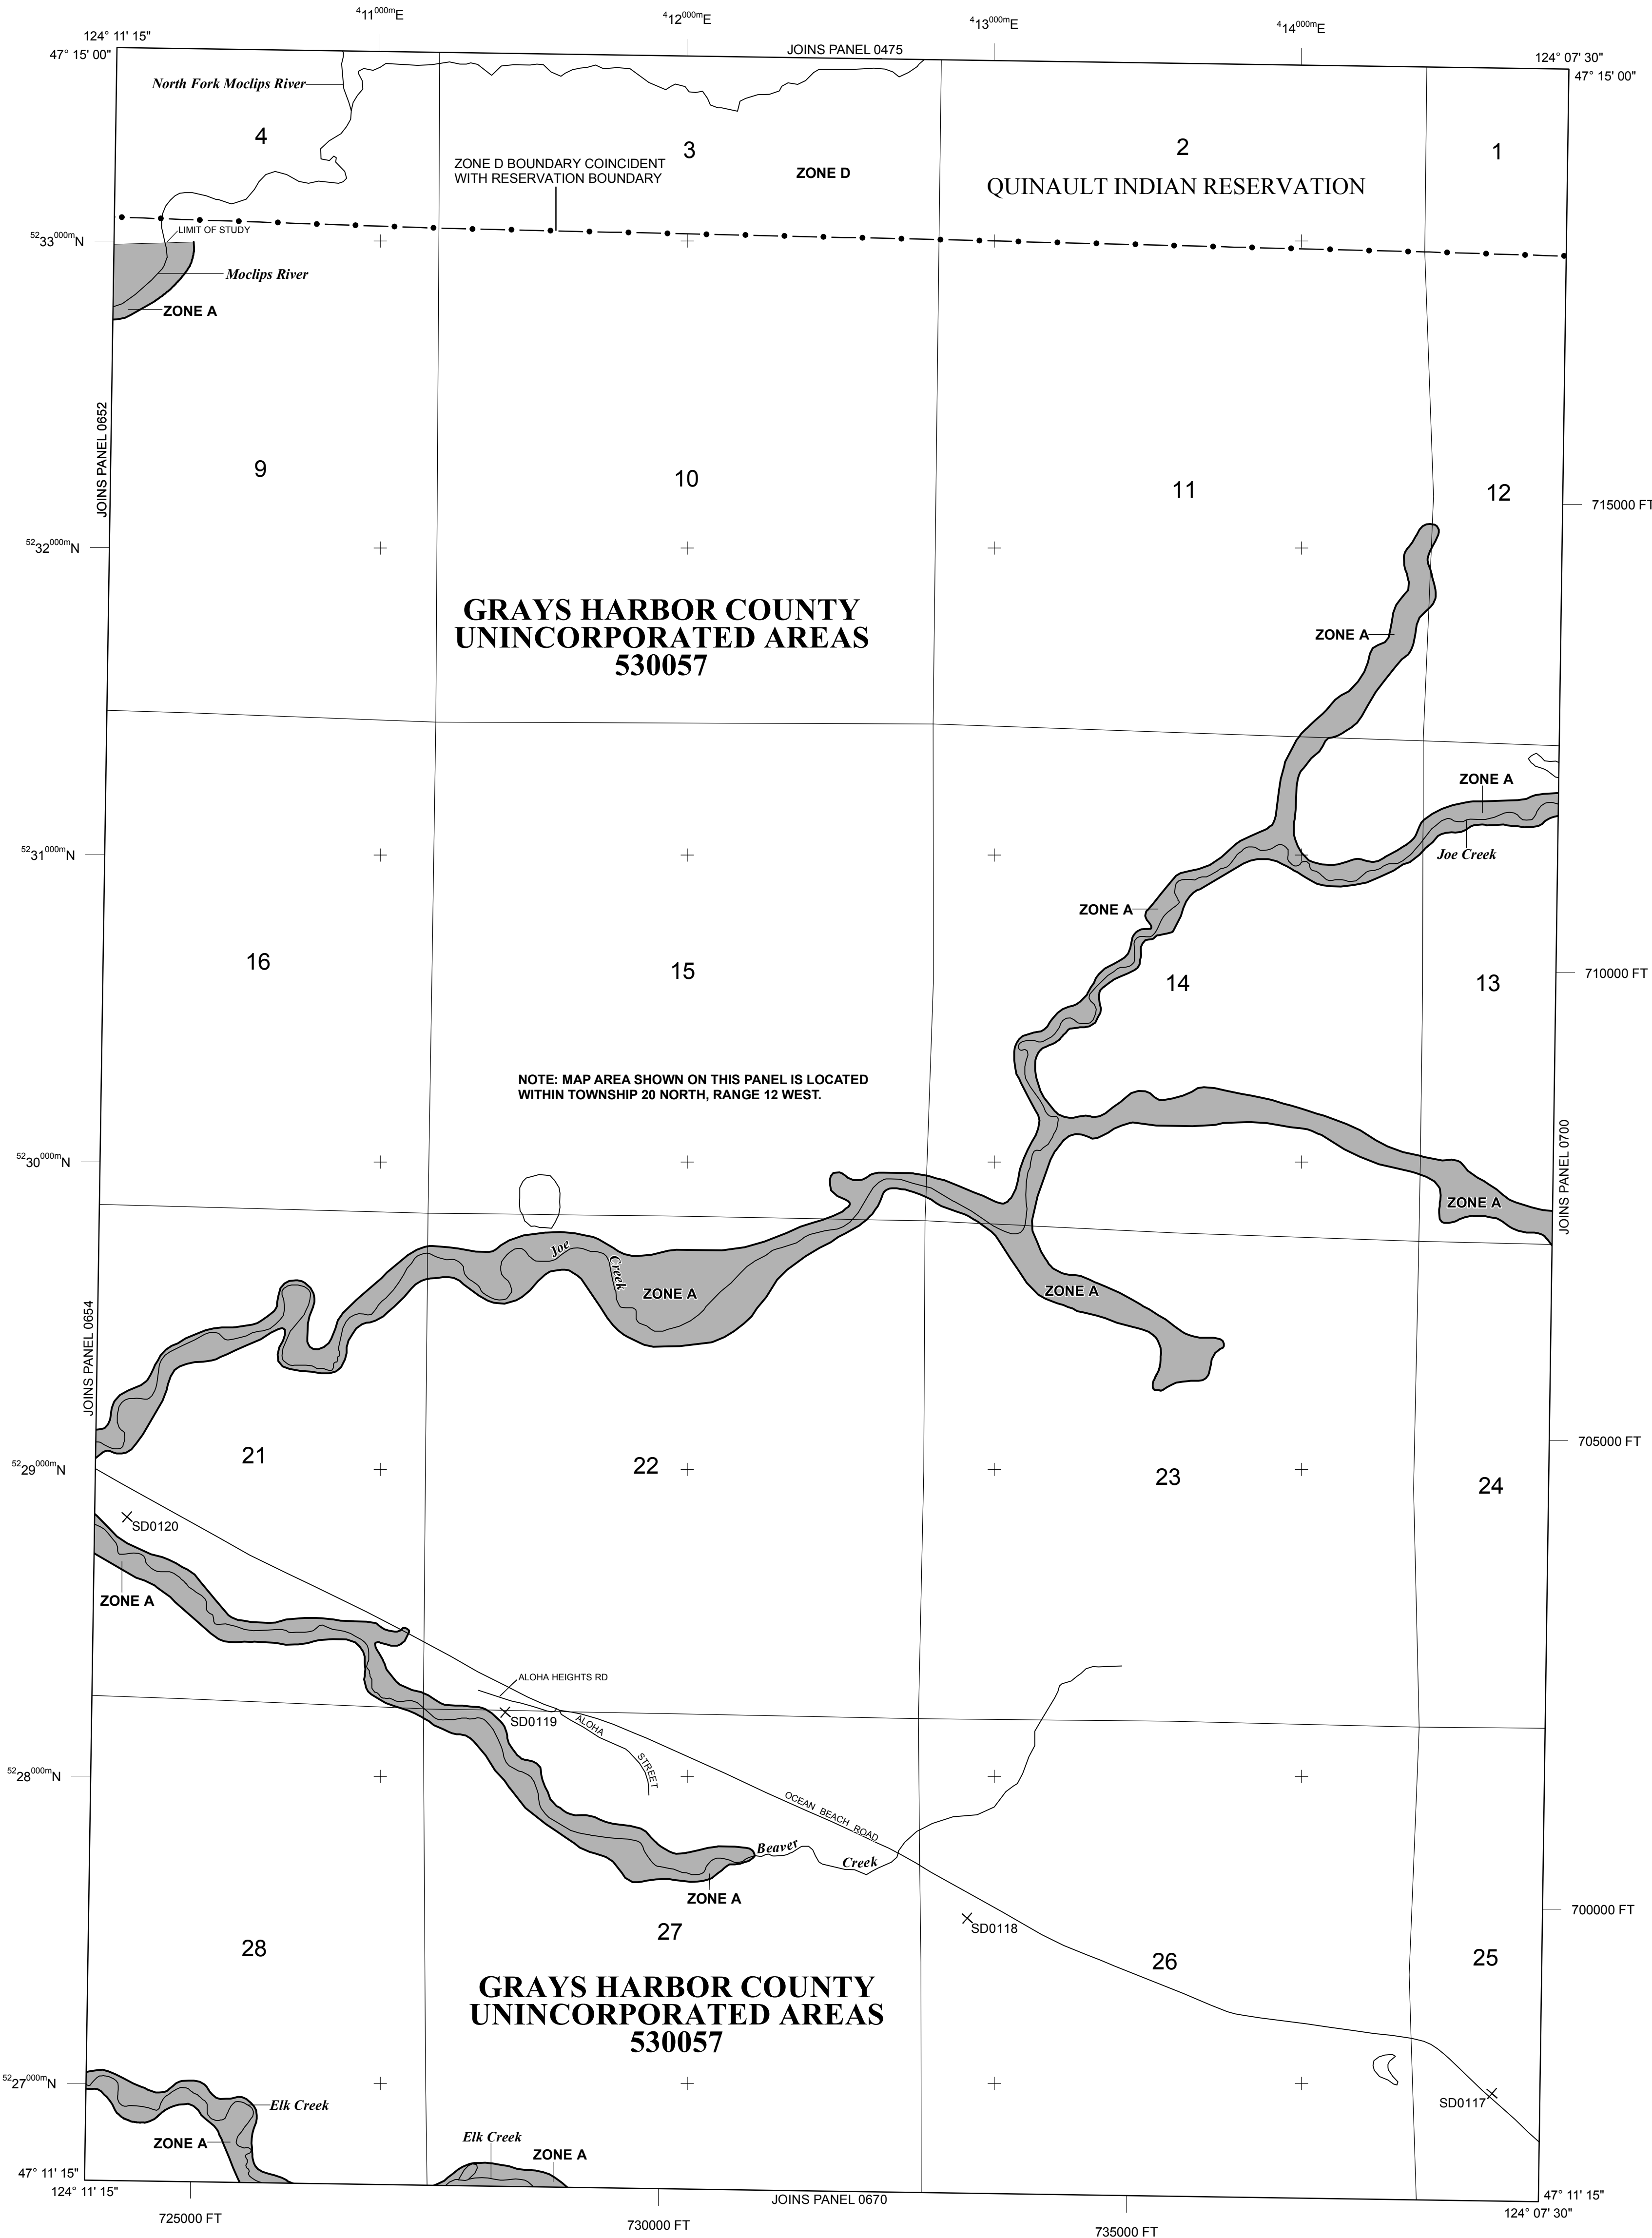 411000mE
412000mE
413000mE
414000mE
124° 11' 15"
47° 15' 00"
JOINS PANEL 0475
124° 07' 30"
47° 15' 00"
North Fork Moclips River
4
3
2
1
ZONE D BOUNDARY COINCIDENT
WITH RESERVATION BOUNDARY
ZONE D
QUINAULT INDIAN RESERVATION
LIMIT OF STUDY
5233000mN
Moclips River
ZONE A
JOINS PANEL 0652
9
10
11
12
715000 FT
5232000mN
GRAYS HARBOR COUNTY
UNINCORPORATED AREAS
530057
ZONE A
ZONE A
5231000mN
Joe Creek
ZONE A
16
15
14
13
710000 FT
NOTE: MAP AREA SHOWN ON THIS PANEL IS LOCATED
WITHIN TOWNSHIP 20 NORTH, RANGE 12 WEST.
5230000mN
JOINS PANEL 0700
ZONE A
Joe
Creek
ZONE A
ZONE A
JOINS PANEL 0654
21
22
23
24
705000 FT
5229000mN
SD0120
ZONE A
ALOHA HEIGHTS RD
SD0119
ALOHA
STREET
5228000mN
OCEAN BEACH ROAD
Beaver
Creek
ZONE A
700000 FT
SD0118
28
27
26
25
GRAYS HARBOR COUNTY
UNINCORPORATED AREAS
530057
5227000mN
Elk Creek
SD0117
ZONE A
Elk Creek
ZONE A
47° 11' 15"
124° 11' 15"
JOINS PANEL 0670
47° 11' 15"
124° 07' 30"
725000 FT
730000 FT
735000 FT